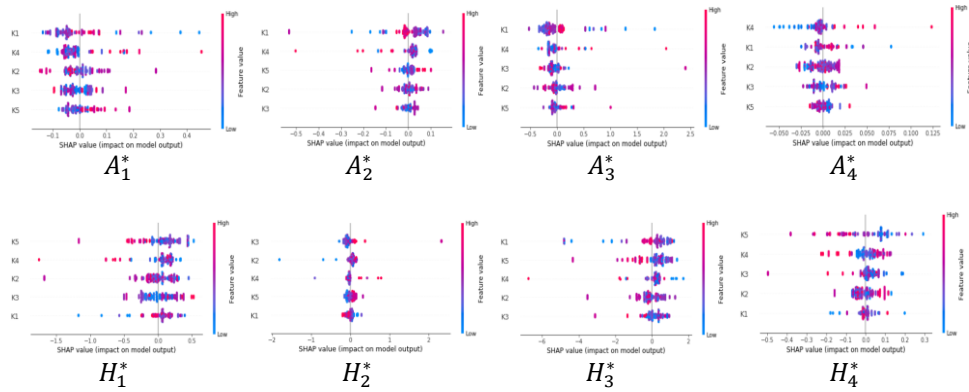 High
K1
K4
K2
K3
K5
Feature value
Low
-0.1 0.0 0.1 0.2 0.3 0.4
SHAP value (impact on model output)
A₁*
High
K1
K4
K5
K2
K3
Feature value
Low
-0.5 -0.4 -0.3 -0.2 -0.1 0.0 0.1
SHAP value (impact on model output)
A₂*
High
K1
K4
K3
K2
K5
Feature value
Low
-0.5 0.0 0.5 1.0 1.5 2.0 2.5
SHAP value (impact on model output)
A₃*
High
K4
K1
K2
K3
K5
Feature value
Low
-0.050 -0.025 0.000 0.025 0.050 0.075 0.100 0.125
SHAP value (impact on model output)
A₄*
High
K5
K4
K2
K3
K1
Feature value
Low
-1.5 -1.0 -0.5 0.0 0.5
SHAP value (impact on model output)
H₁*
High
K3
K2
K4
K5
K1
Feature value
Low
-2 -1 0 1 2
SHAP value (impact on model output)
H₂*
High
K1
K5
K4
K2
K3
Feature value
Low
-6 -4 -2 0 2
SHAP value (impact on model output)
H₃*
High
K5
K4
K3
K2
K1
Feature value
Low
-0.5 -0.4 -0.3 -0.2 -0.1 0.0 0.1 0.2 0.3
SHAP value (impact on model output)
H₄*